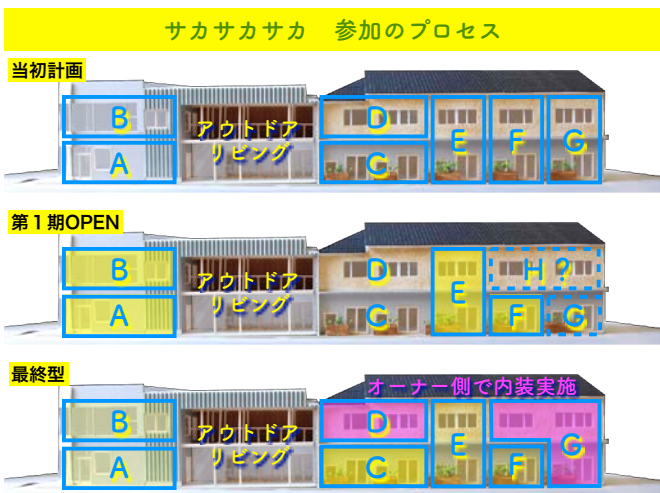 サカサカサカ　参加のプロセス
当初計画
B
アウトドア
リビング
D
A
C
E
F
G
第1期OPEN
B
アウトドア
リビング
D
H？
A
C
E
F
G
最終型
オーナー側で内装実施
B
アウトドア
リビング
D
A
C
E
F
G